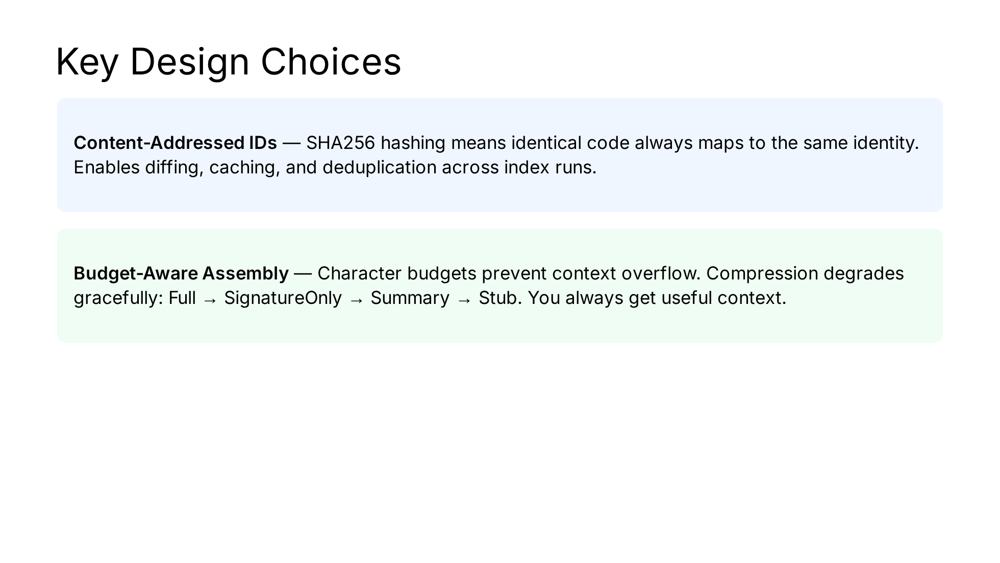 Key Design Choices
Content-Addressed IDs — SHA256 hashing means identical code always maps to the same identity.
Enables diffing, caching, and deduplication across index runs.
Budget-Aware Assembly — Character budgets prevent context overflow. Compression degrades
gracefully: Full → SignatureOnly → Summary → Stub. You always get useful context.